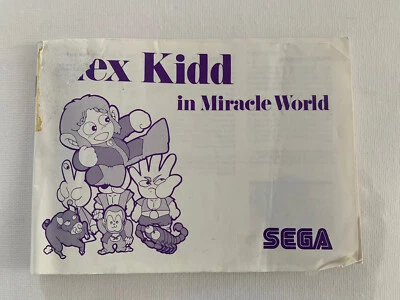 lex Kidd
in Miracle World
SEGA